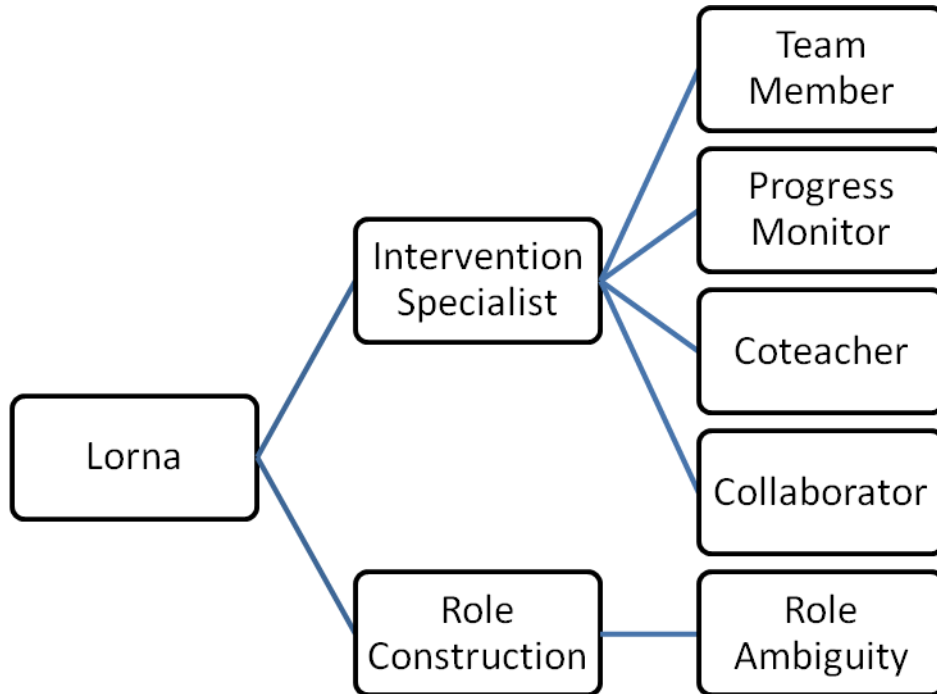 Lorna
Intervention
Specialist
Role
Construction
Team
Member
Progress
Monitor
Coteacher
Collaborator
Role
Ambiguity